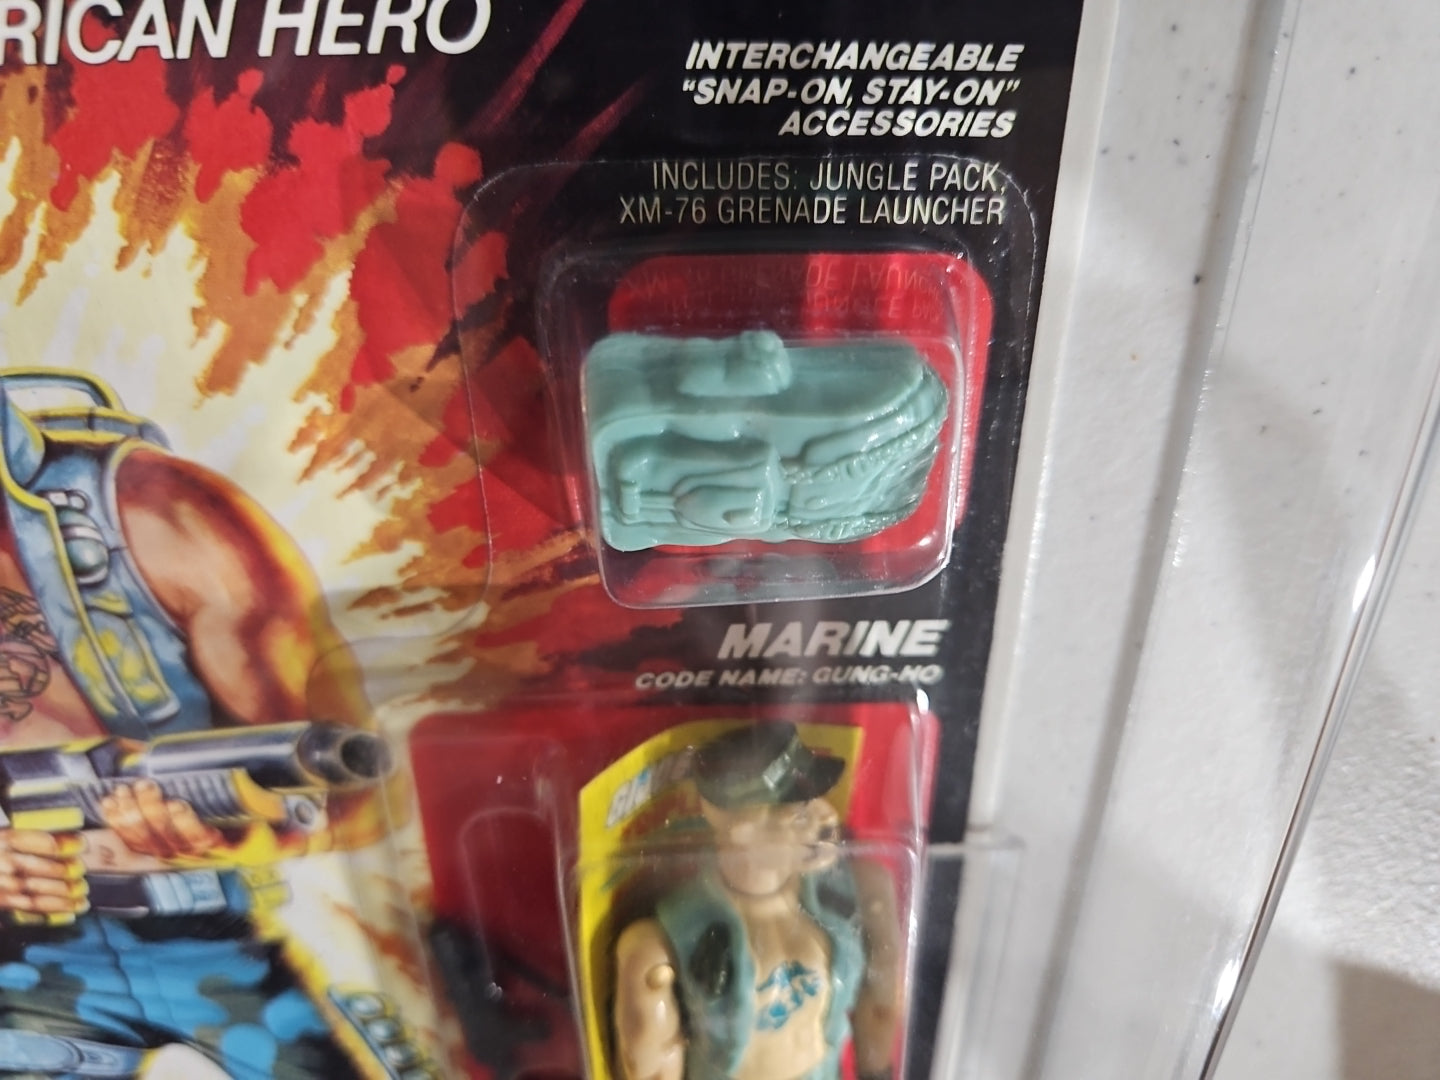 RICAN HERO
INTERCHANGEABLE
“SNAP-ON, STAY-ON”
ACCESSORIES
INCLUDES: JUNGLE PACK,
XM-76 GRENADE LAUNCHER
MARINE
CODE NAME: GUNG-HO